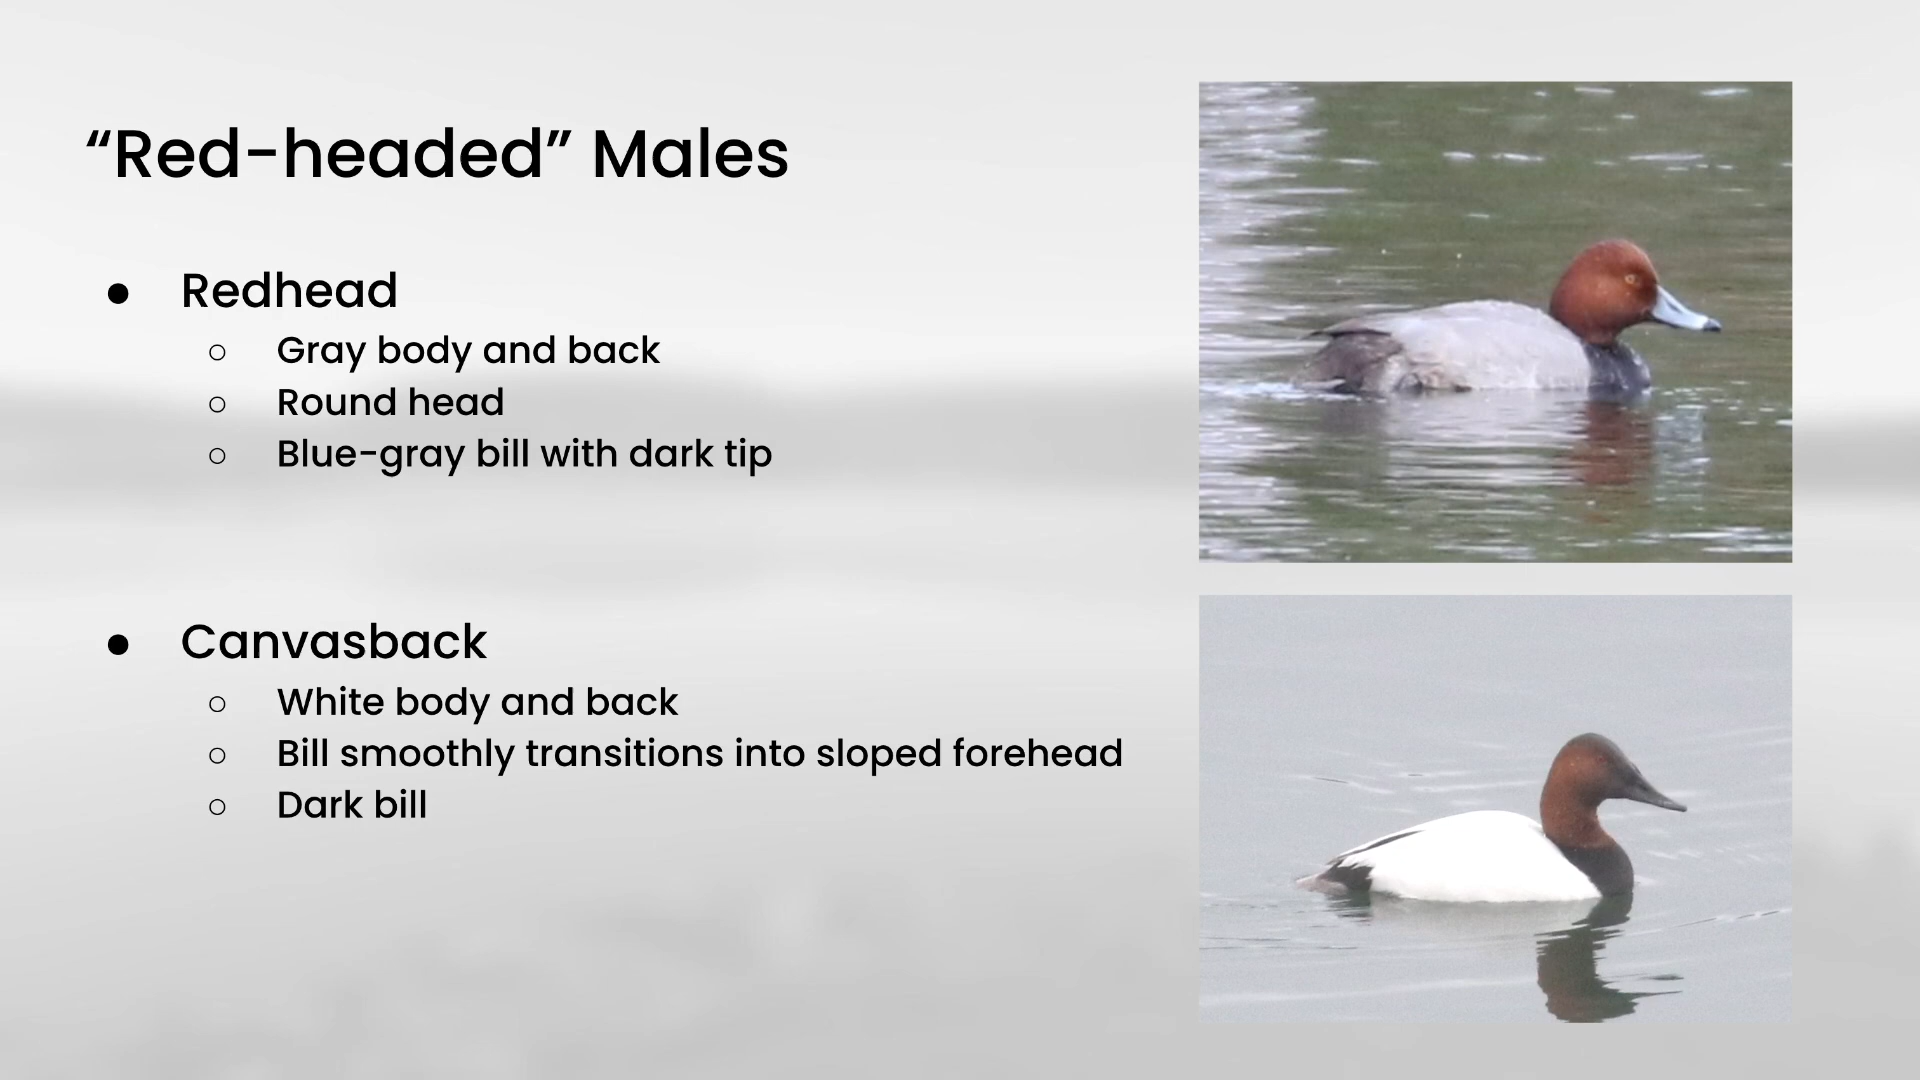 “Red-headed” Males
● Redhead
○ Gray body and back
○ Round head
○ Blue-gray bill with dark tip
● Canvasback
○ White body and back
○ Bill smoothly transitions into sloped forehead
○ Dark bill